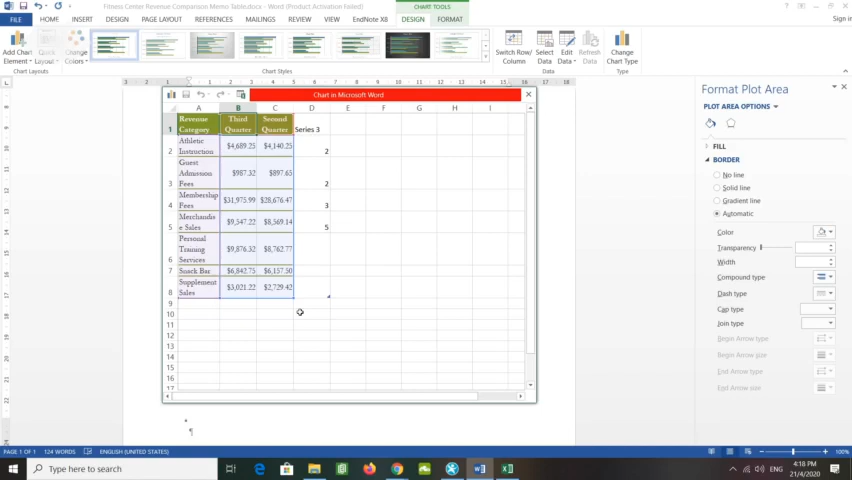 Fitness Center Revenue Comparison Memo Table.docx - Word (Product Activation Failed)
CHART TOOLS
FILE HOME INSERT DESIGN PAGE LAYOUT REFERENCES MAILINGS REVIEW VIEW EndNote X8 DESIGN FORMAT Sign in
Add Chart Element
Quick Layout
Change Colors
Switch Row/ Column
Select Data
Edit Data
Refresh Data
Change Chart Type
Chart Layouts Chart Styles Data Type
Chart in Microsoft Word
A B C D E F G H I
1 Revenue Category Third Quarter Second Quarter Series 3
2 Athletic Instruction $4,689.25 $4,140.25 2
3 Guest Admission Fees $987.32 $897.65 2
4 Membership Fees $31,975.99 $28,676.47 3
5 Merchandis e Sales $9,547.22 $8,569.14 5
6 Personal Training Services $9,876.32 $8,762.77
7 Snack Bar $6,842.75 $6,157.50
8 Supplement Sales $3,021.22 $2,729.42
9
10
11
12
13
14
15
16
17
Format Plot Area
PLOT AREA OPTIONS
FILL
BORDER
No line
Solid line
Gradient line
Automatic
Color
Transparency
Width
Compound type
Dash type
Cap type
Join type
Begin Arrow type
Begin Arrow size
End Arrow type
End Arrow size
PAGE 1 OF 1 124 WORDS ENGLISH (UNITED STATES) 100%
Type here to search
ENG
4:18 PM
21/4/2020